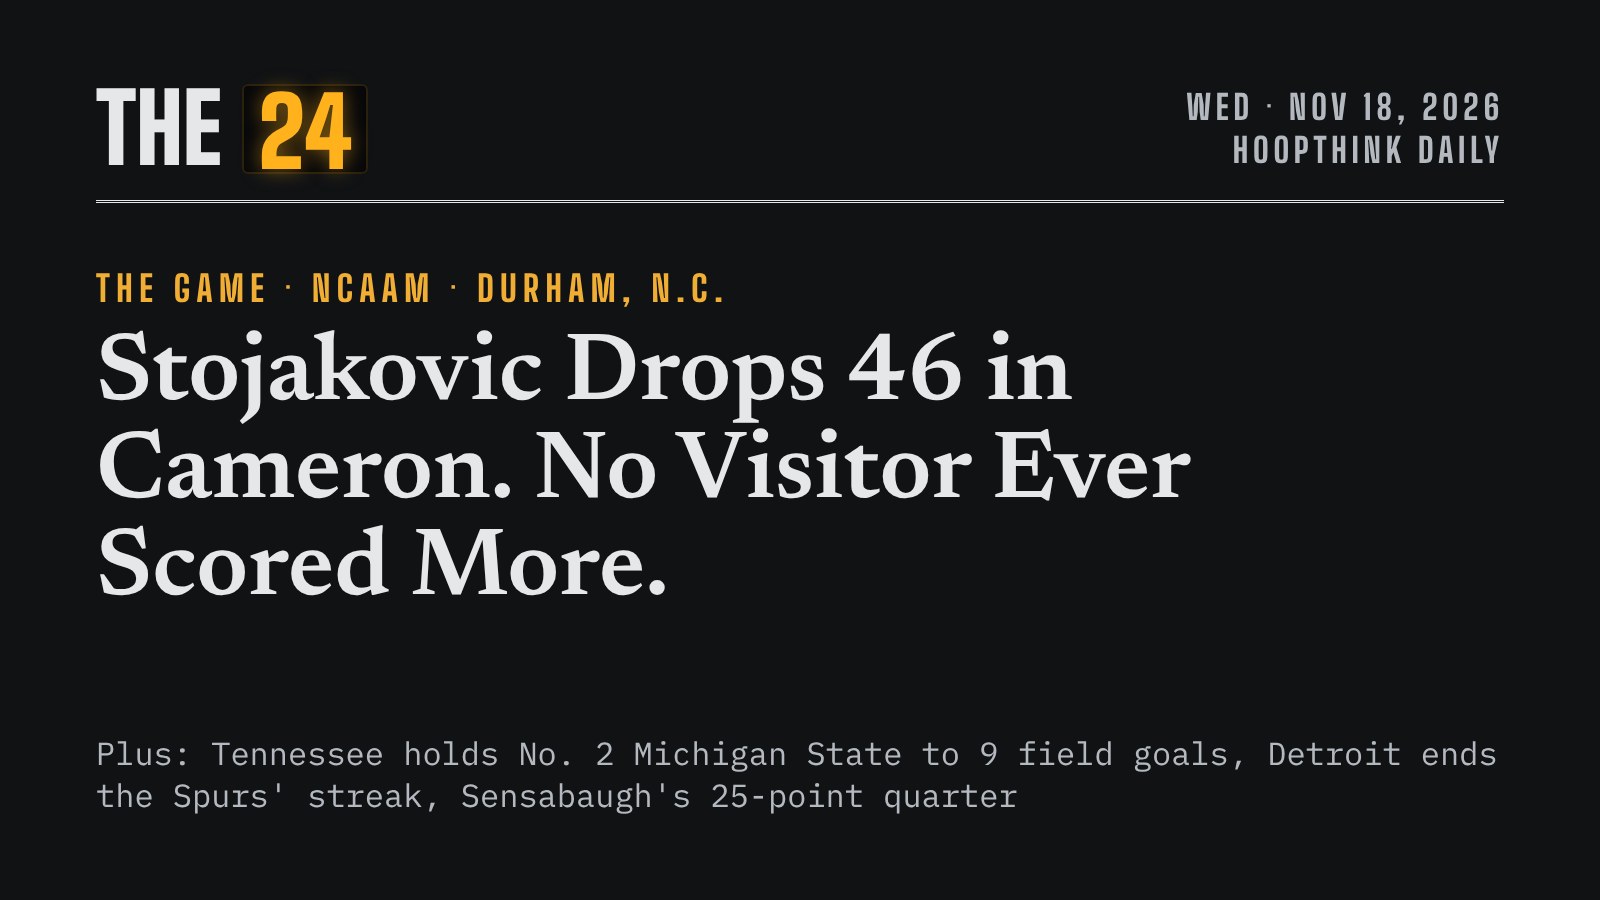 THE 24
WED · NOV 18, 2026
HOOPTHINK DAILY
THE GAME · NCAAM · DURHAM, N.C.
Stojakovic Drops 46 in
Cameron. No Visitor Ever
Scored More.
Plus: Tennessee holds No. 2 Michigan State to 9 field goals, Detroit ends
the Spurs' streak, Sensabaugh's 25-point quarter